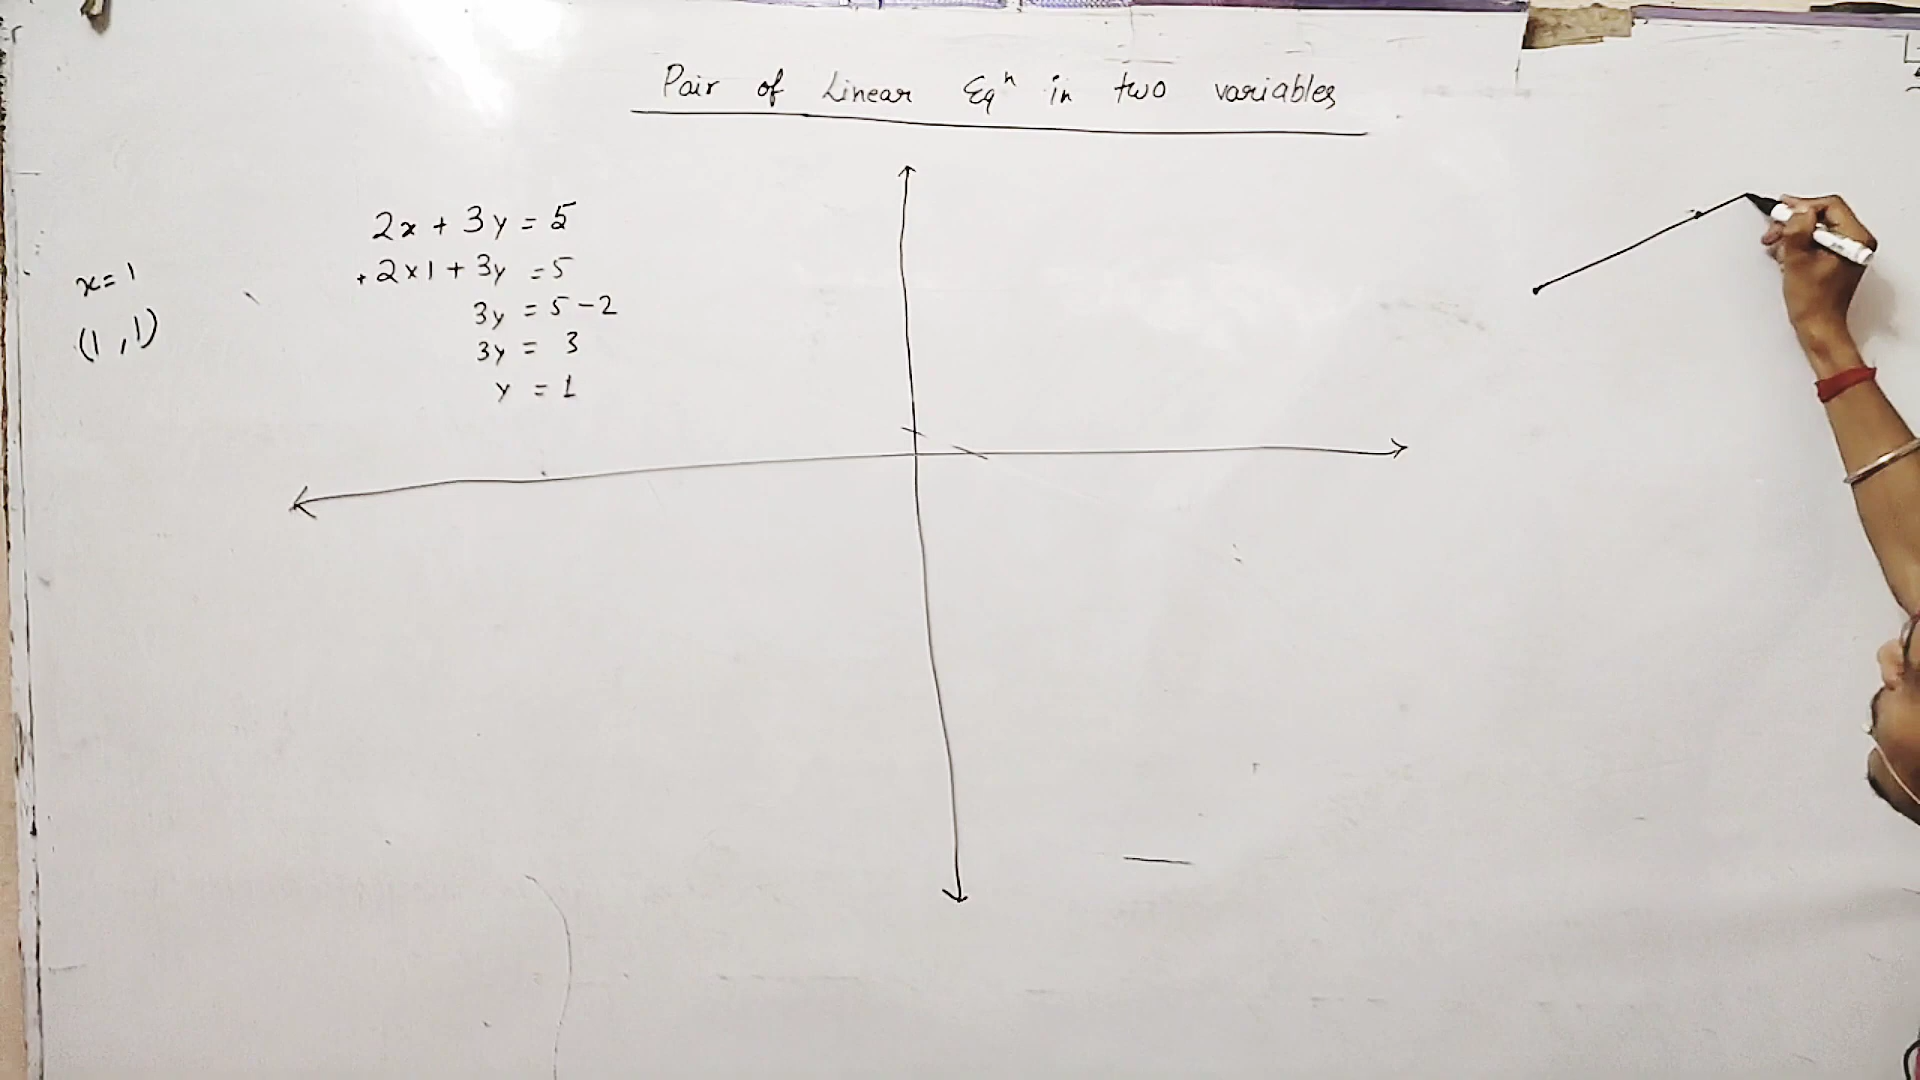 Pair of Linear Eqⁿ in two variables
2x + 3y = 5
2×1 + 3y = 5
3y = 5 - 2
3y = 3
y = 1
x = 1
(1, 1)